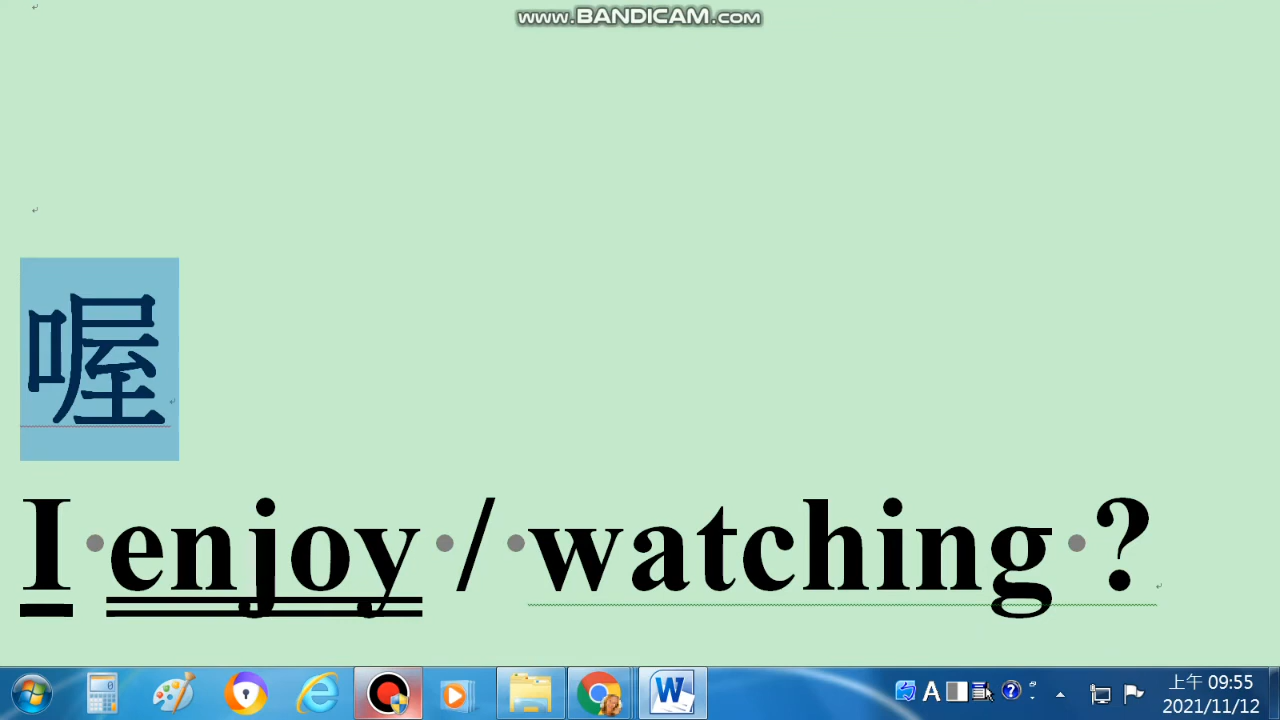 www.BANDICAM.com
喔
I enjoy / watching ?
上午 09:55
2021/11/12